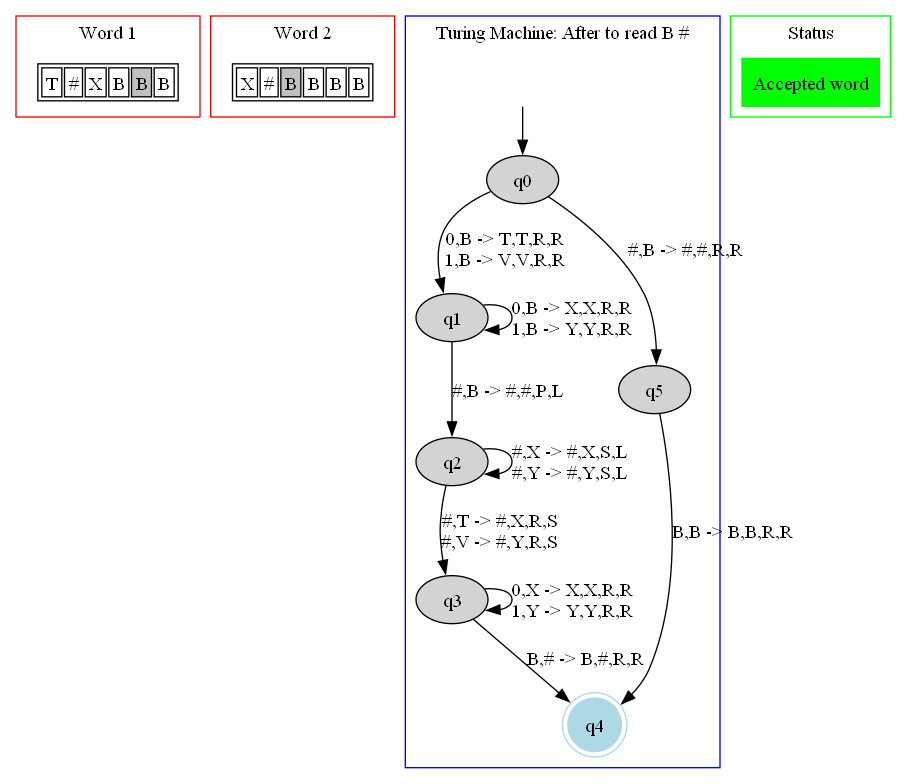 Word 1
T # X B B B
Word 2
X # B B B B
Turing Machine: After to read B #
Status
Accepted word
q0
0,B -> T,T,R,R
1,B -> V,V,R,R
#,B -> #,#,R,R
q1
0,B -> X,X,R,R
1,B -> Y,Y,R,R
#,B -> #,#,P,L
q5
q2
#,X -> #,X,S,L
#,Y -> #,Y,S,L
#,T -> #,X,R,S
#,V -> #,Y,R,S
B,B -> B,B,R,R
q3
0,X -> X,X,R,R
1,Y -> Y,Y,R,R
B,# -> B,#,R,R
q4